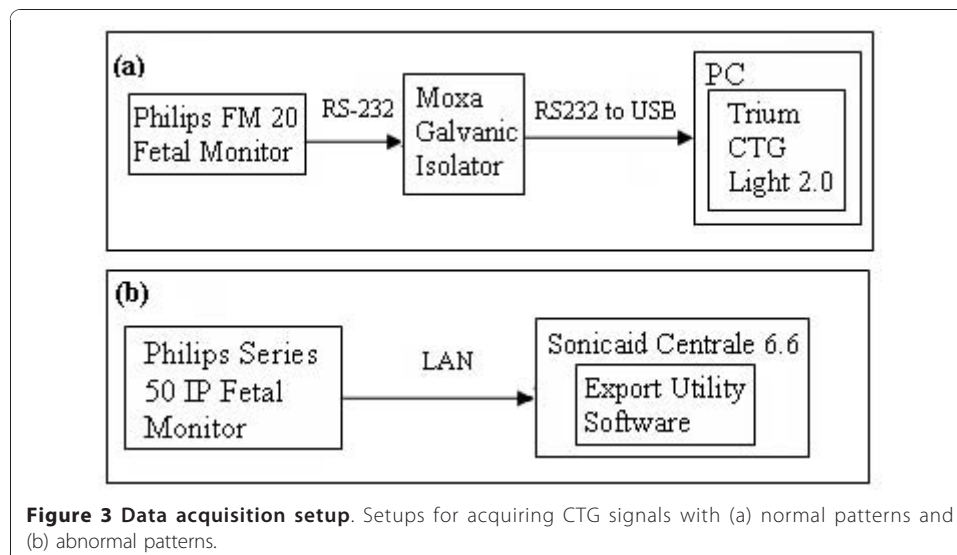 (a)
Philips FM 20
Fetal Monitor
RS-232
Moxa
Galvanic
Isolator
RS232 to USB
PC
Trium
CTG
Light 2.0
(b)
Philips Series
50 IP Fetal
Monitor
LAN
Sonicaid Centrale 6.6
Export Utility
Software
Figure 3 Data acquisition setup. Setups for acquiring CTG signals with (a) normal patterns and
(b) abnormal patterns.